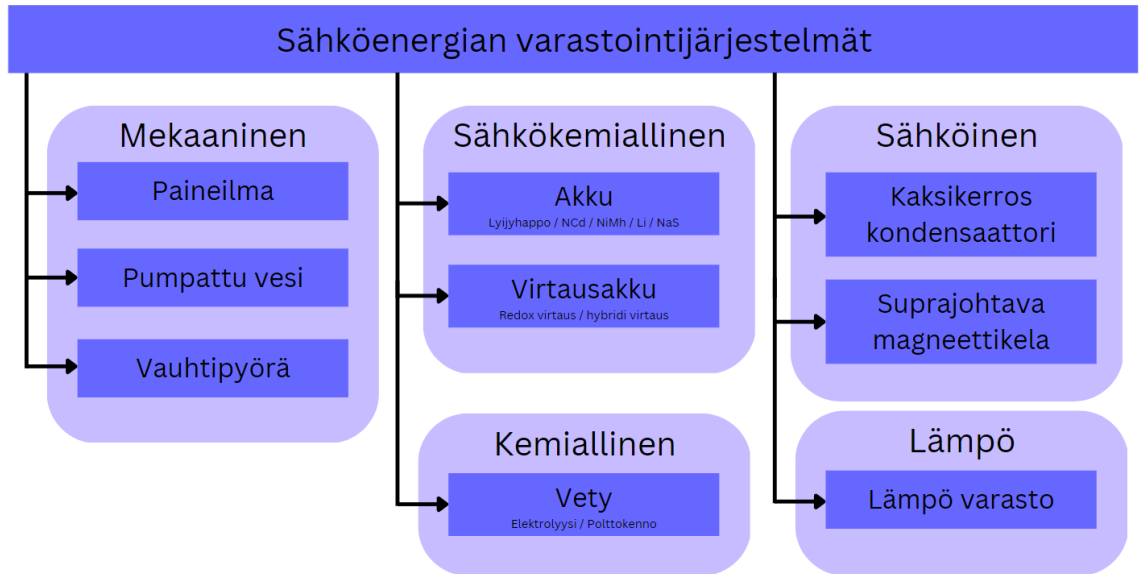 Sähköenergian varastointijärjestelmät
Mekaaninen
Paineilma
Pumpattu vesi
Vauhtipyörä
Sähkökemiallinen
Akku
Lyijyhappo / NCd / NiMh / Li / NaS
Virtausakku
Redox virtaus / hybridi virtaus
Kemiallinen
Vety
Elektrolyysi / Polttokenno
Sähköinen
Kaksikerros
kondensaattori
Suprajohtava
magneettikela
Lämpö
Lämpö varasto